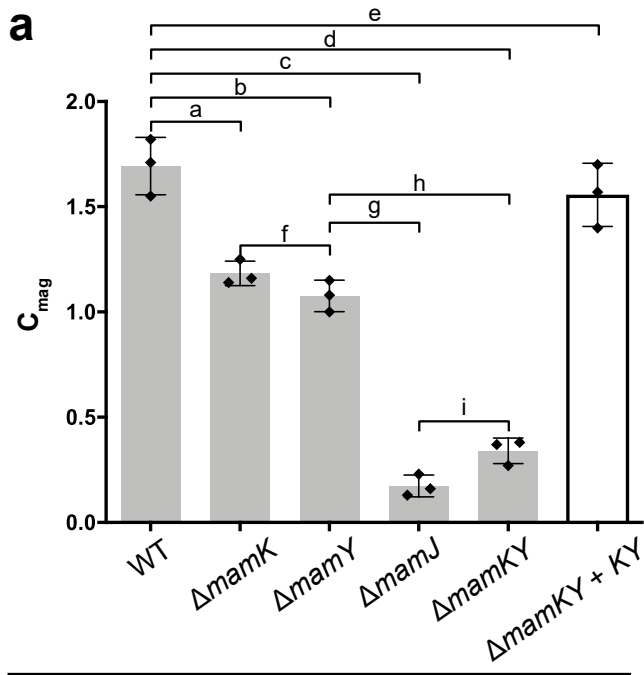 a
e
d
c
b
a
h
g
f
i
2.0
1.5
1.0
0.5
0.0
Cmag
WT
ΔmamK
ΔmamY
ΔmamJ
ΔmamKY
ΔmamKY + KY